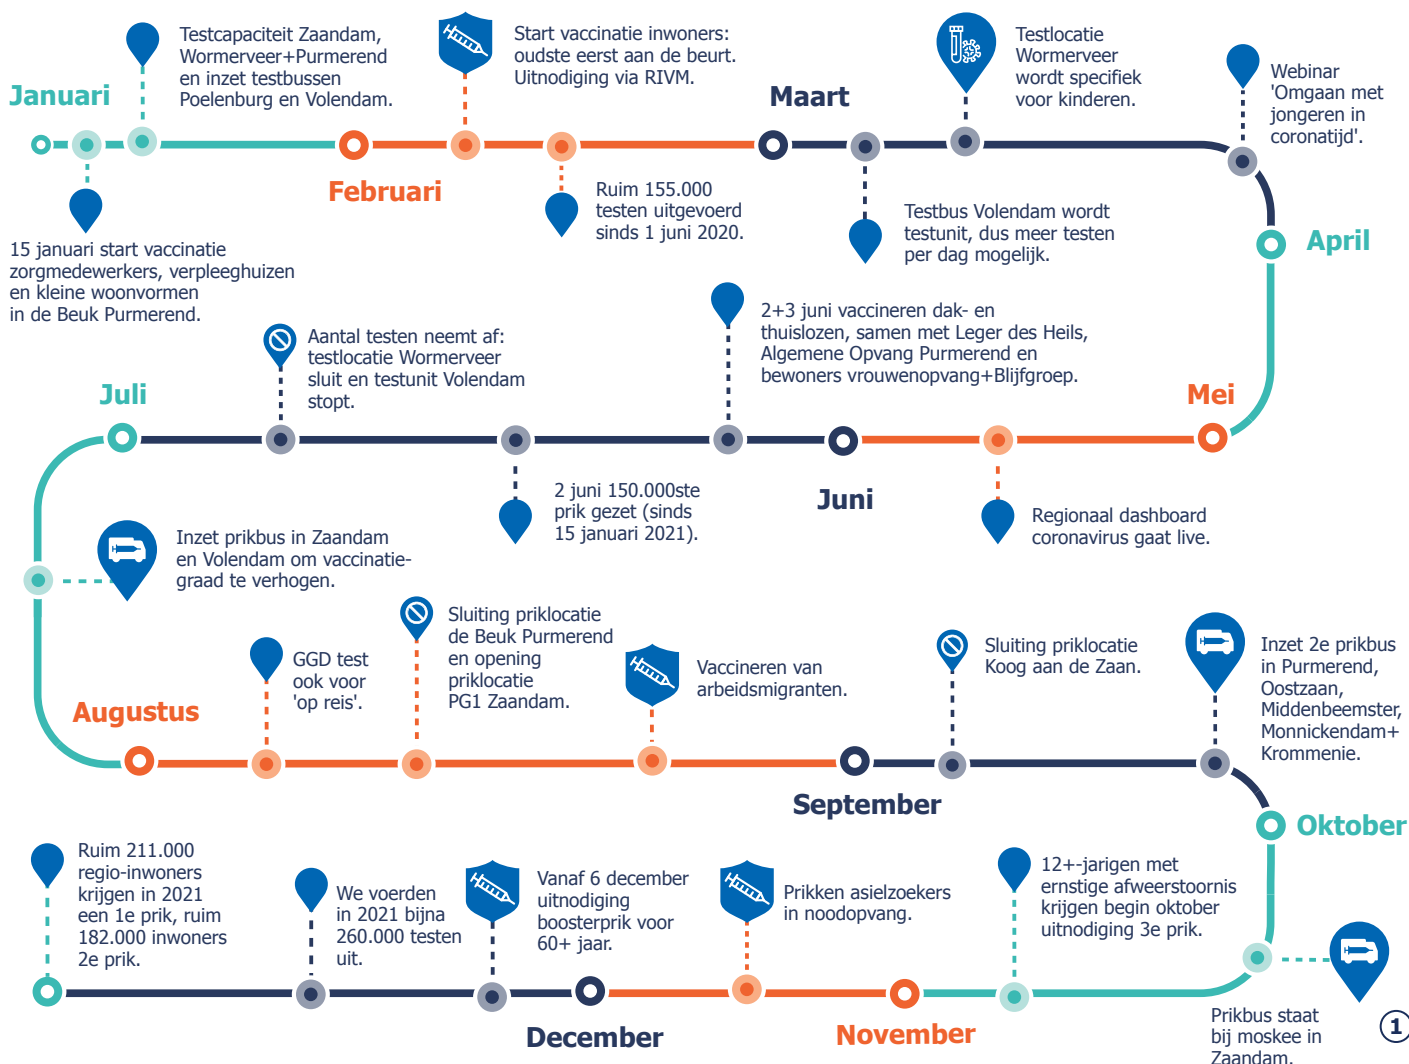 Januari
Testcapaciteit Zaandam,
Wormerveer+Purmerend
en inzet testbussen
Poelenburg en Volendam.
15 januari start vaccinatie
zorgmedewerkers, verpleeghuizen
en kleine woonvormen
in de Beuk Purmerend.
Februari
Start vaccinatie inwoners:
oudste eerst aan de beurt.
Uitnodiging via RIVM.
Ruim 155.000
testen uitgevoerd
sinds 1 juni 2020.
Maart
Testbus Volendam wordt
testunit, dus meer testen
per dag mogelijk.
Testlocatie
Wormerveer
wordt specifiek
voor kinderen.
Webinar
'Omgaan met
jongeren in
coronatijd'.
April
Mei
Regionaal dashboard
coronavirus gaat live.
Juni
2+3 juni vaccineren dak- en
thuislozen, samen met Leger des Heils,
Algemene Opvang Purmerend en
bewoners vrouwenopvang+Blijfgroep.
2 juni 150.000ste
prik gezet (sinds
15 januari 2021).
Aantal testen neemt af:
testlocatie Wormerveer
sluit en testunit Volendam
stopt.
Juli
Inzet prikbus in Zaandam
en Volendam om vaccinatie-
graad te verhogen.
Augustus
GGD test
ook voor
'op reis'.
Sluiting priklocatie
de Beuk Purmerend
en opening
priklocatie
PG1 Zaandam.
Vaccineren van
arbeidsmigranten.
September
Sluiting priklocatie
Koog aan de Zaan.
Inzet 2e prikbus
in Purmerend,
Oostzaan,
Middenbeemster,
Monnickendam+
Krommenie.
Oktober
Prikbus staat
bij moskee in
Zaandam.
12+-jarigen met
ernstige afweerstoornis
krijgen begin oktober
uitnodiging 3e prik.
November
Prikken asielzoekers
in noodopvang.
December
Vanaf 6 december
uitnodiging
boosterprik voor
60+ jaar.
We voerden
in 2021 bijna
260.000 testen
uit.
Ruim 211.000
regio-inwoners
krijgen in 2021
een 1e prik, ruim
182.000 inwoners
2e prik.
1